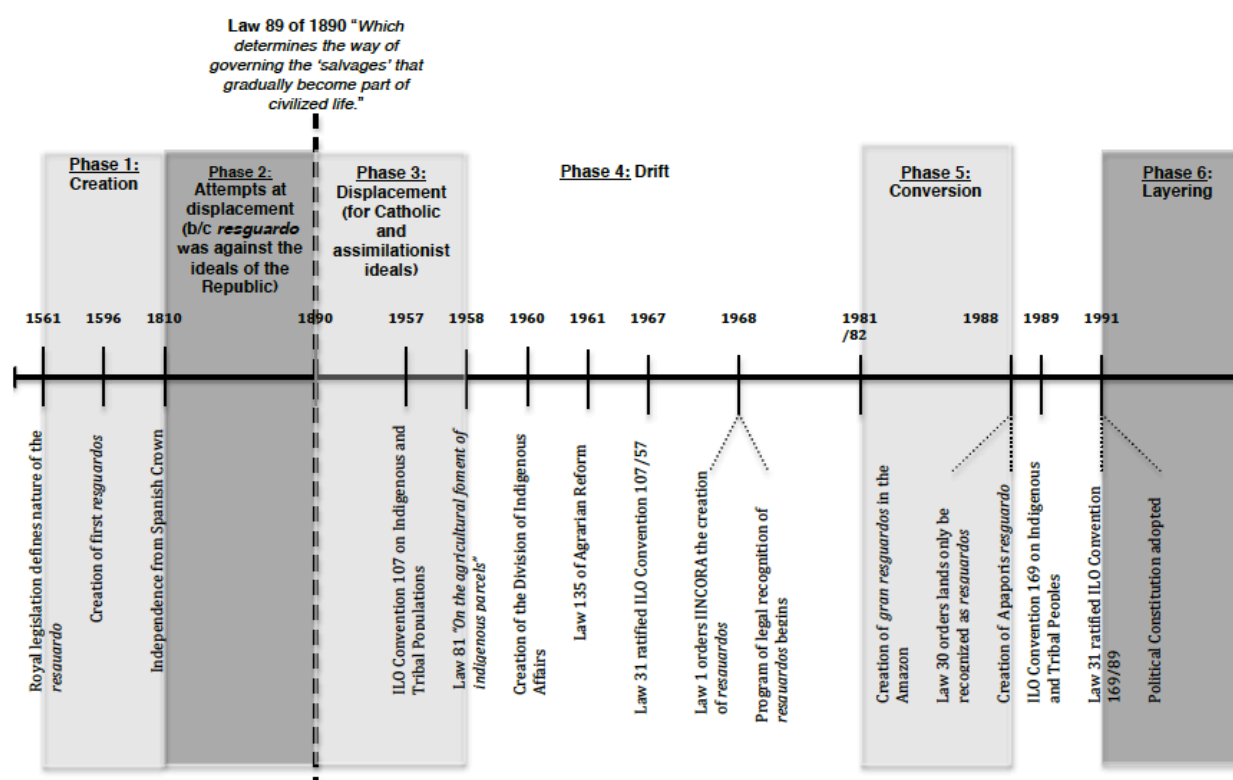 Law 89 of 1890 “Which
determines the way of
governing the ‘salvages’ that
gradually become part of
civilized life.”
Phase 1:
Creation
Phase 2:
Attempts at
displacement
(b/c resguardo
was against the
ideals of the
Republic)
Phase 3:
Displacement
(for Catholic
and
assimilationist
ideals)
Phase 4: Drift
Phase 5:
Conversion
Phase 6:
Layering
1561
1596
1810
1890
1957
1958
1960
1961
1967
1968
1981
/82
1988
1989
1991
Royal legislation defines nature of the
resguardo
Creation of first resguardos
Independence from Spanish Crown
ILO Convention 107 on Indigenous and
Tribal Populations
Law 81 “On the agricultural foment of
indigenous parcels”
Creation of the Division of Indigenous
Affairs
Law 135 of Agrarian Reform
Law 31 ratified ILO Convention 107/57
Law 1 orders IINCORA the creation
of resguardos
Program of legal recognition of
resguardos begins
Creation of gran resguardos in the
Amazon
Law 30 orders lands only be
recognized as resguardos
Creation of Apaporis resguardo
ILO Convention 169 on Indigenous
and Tribal Peoples
Law 31 ratified ILO Convention
169/89
Political Constitution adopted